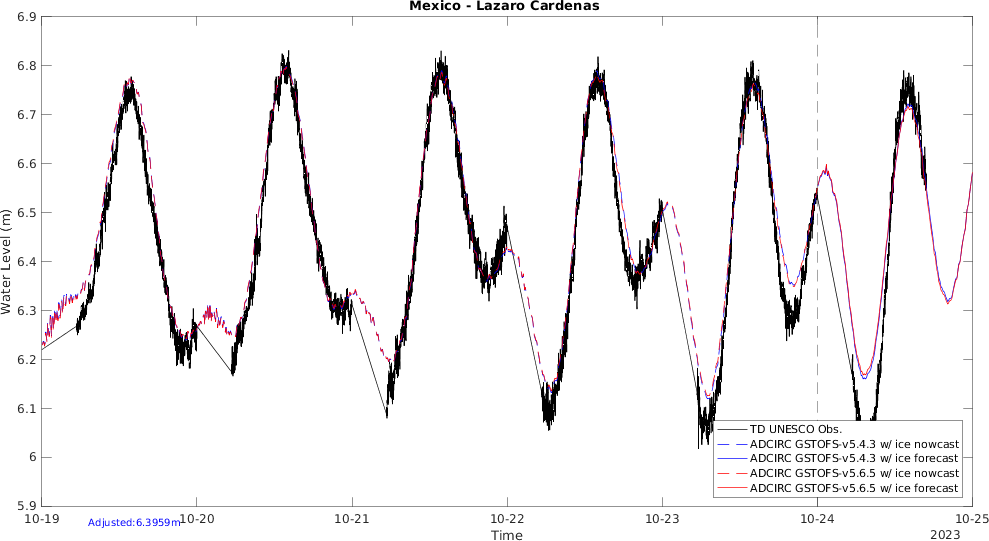 Mexico - Lazaro Cardenas
6.9
6.8
6.7
6.6
6.5
6.4
6.3
6.2
6.1
6
5.9
Water Level (m)
TD UNESCO Obs.
ADCIRC GSTOFS-v5.4.3 w/ ice nowcast
ADCIRC GSTOFS-v5.4.3 w/ ice forecast
ADCIRC GSTOFS-v5.6.5 w/ ice nowcast
ADCIRC GSTOFS-v5.6.5 w/ ice forecast
10-19 10-20 10-21 10-22 10-23 10-24 10-25
Adjusted:6.3959m
Time
2023